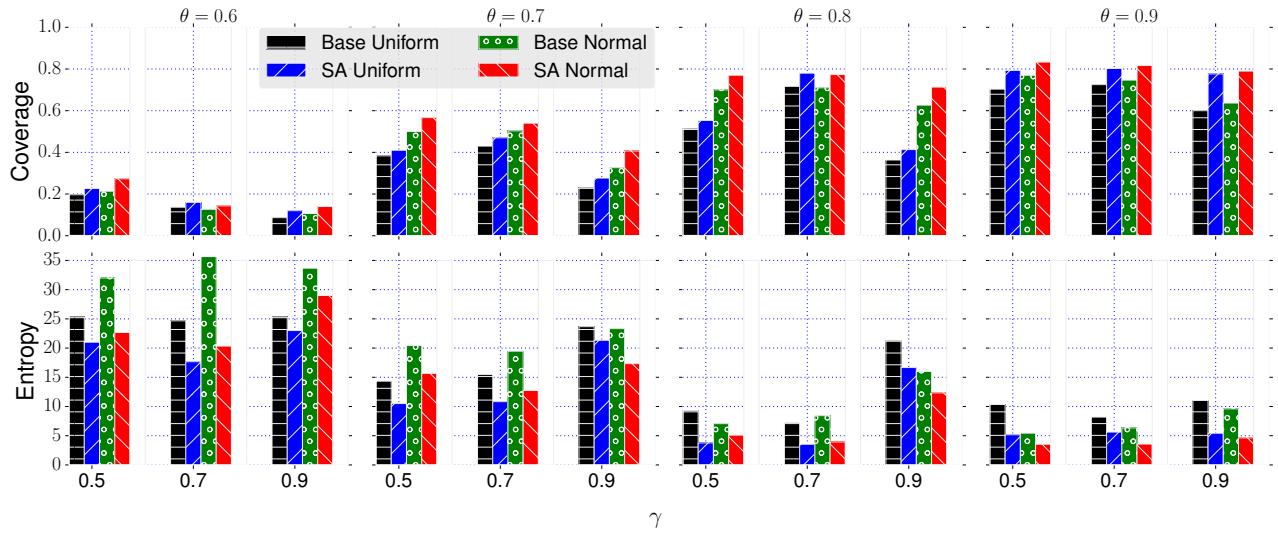 θ = 0.6 θ = 0.7 θ = 0.8 θ = 0.9
Base Uniform Base Normal
SA Uniform SA Normal
Coverage
1.0
0.8
0.6
0.4
0.2
0.0
Entropy
35
30
25
20
15
10
5
0
0.5 0.7 0.9 0.5 0.7 0.9 0.5 0.7 0.9 0.5 0.7 0.9
γ